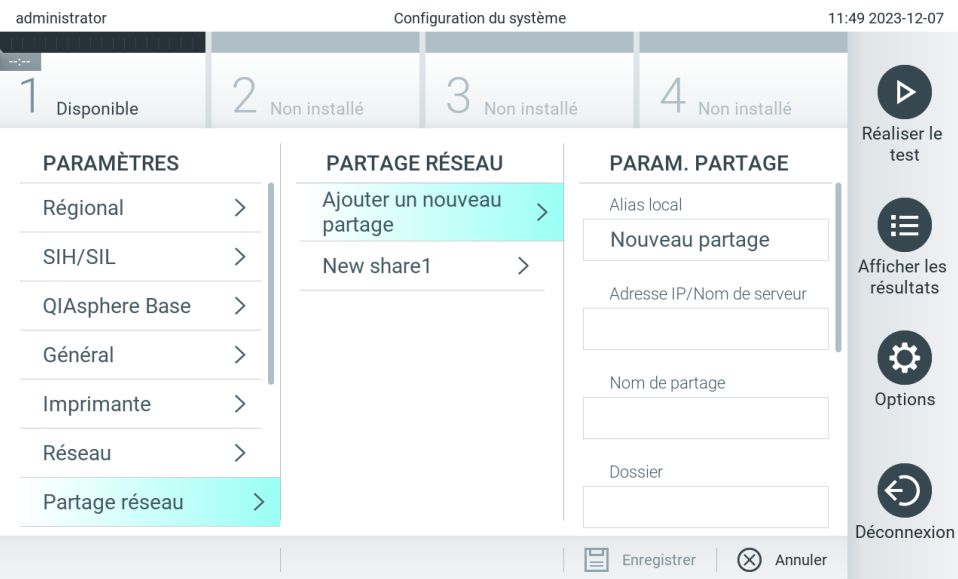 administrator
Configuration du système
11:49 2023-12-07
--:--
1 Disponible
2 Non installé
3 Non installé
4 Non installé
Réaliser le
test
PARAMÈTRES
Régional
SIH/SIL
QIAsphere Base
Général
Imprimante
Réseau
Partage réseau
PARTAGE RÉSEAU
Ajouter un nouveau
partage
New share1
PARAM. PARTAGE
Alias local
Nouveau partage
Adresse IP/Nom de serveur
Nom de partage
Dossier
Afficher les
résultats
Options
Déconnexion
Enregistrer
Annuler